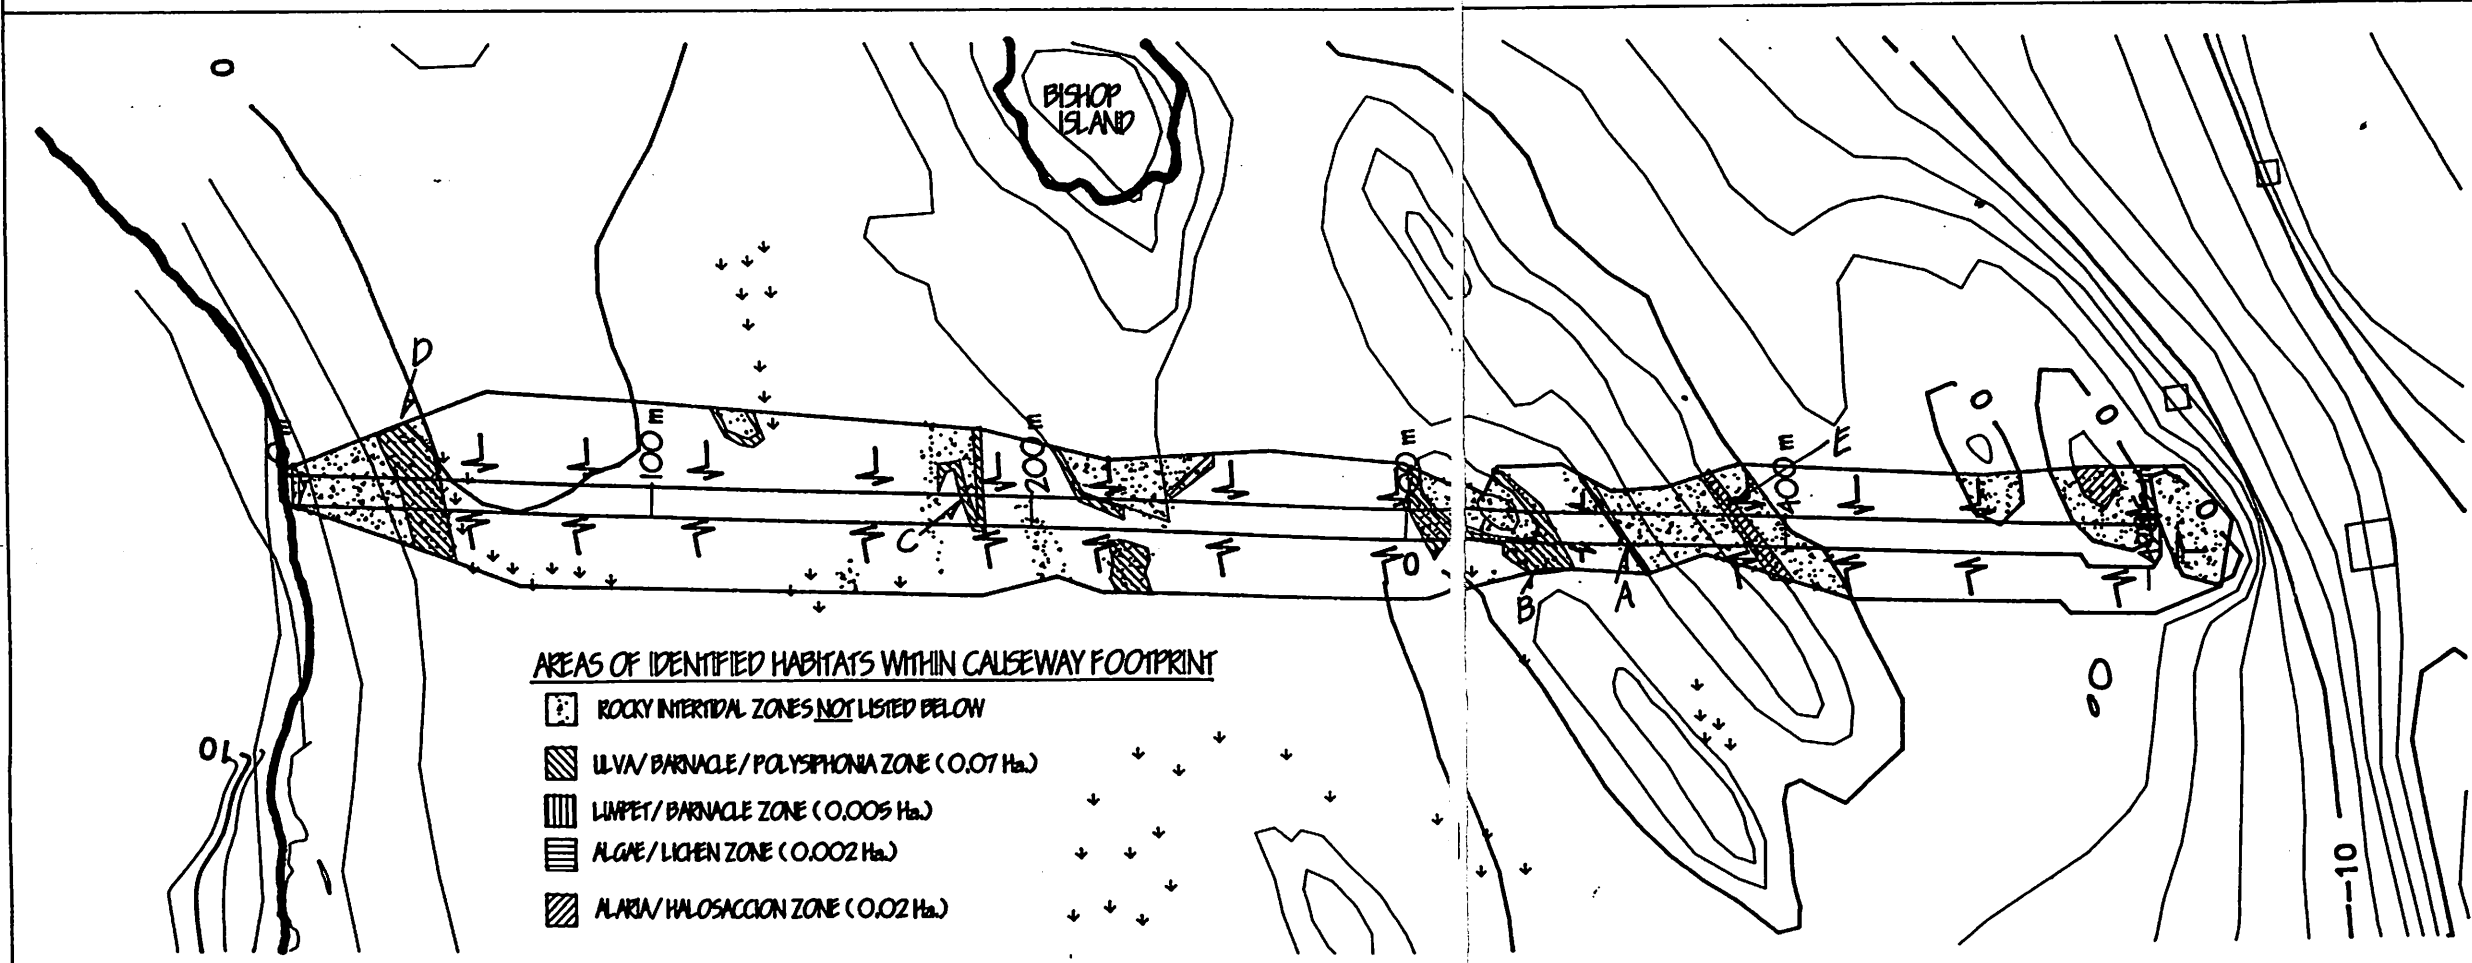 0
BISHOP
ISLAND
D
0 m
100 m
200 m
300 m
400 m
E
0
0
0
C
0
B
A
AREAS OF IDENTIFIED HABITATS WITHIN CAUSEWAY FOOTPRINT
ROCKY INTERTIDAL ZONES NOT LISTED BELOW
ULVA/BARNACLE/POLYSIPHONIA ZONE (0.07 Ha.)
LIMPET/BARNACLE ZONE (0.005 Ha.)
ALGAE/LICHEN ZONE (0.002 Ha.)
ALARIA/HALOSACCION ZONE (0.02 Ha.)
10
-10